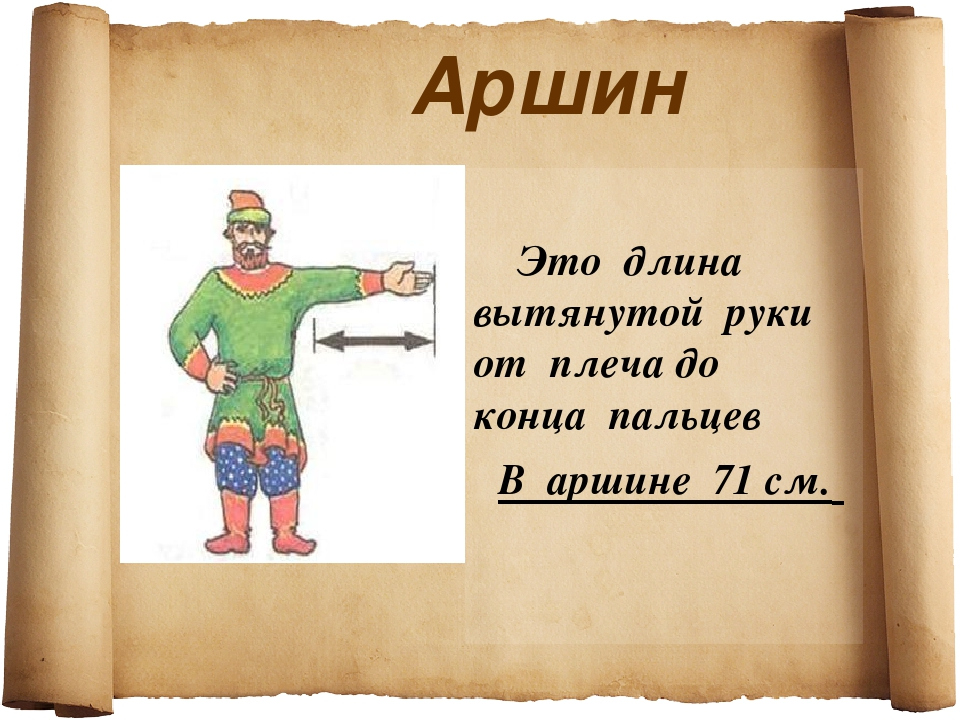 Аршин
Это длина
вытянутой руки
от плеча до
конца пальцев
В аршине 71 см.